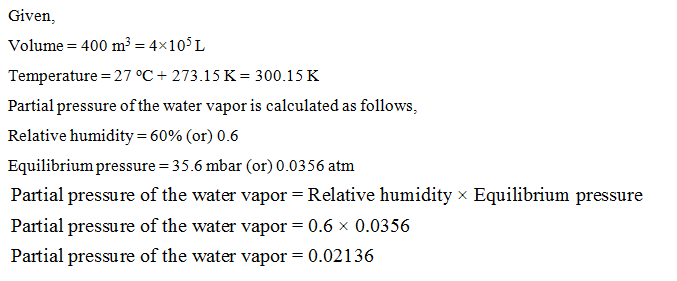 Given,
Volume = 400 m³ = 4×10⁵ L
Temperature = 27 ºC + 273.15 K = 300.15 K
Partial pressure of the water vapor is calculated as follows,
Relative humidity = 60% (or) 0.6
Equilibrium pressure = 35.6 mbar (or) 0.0356 atm
Partial pressure of the water vapor = Relative humidity × Equilibrium pressure
Partial pressure of the water vapor = 0.6 × 0.0356
Partial pressure of the water vapor = 0.02136